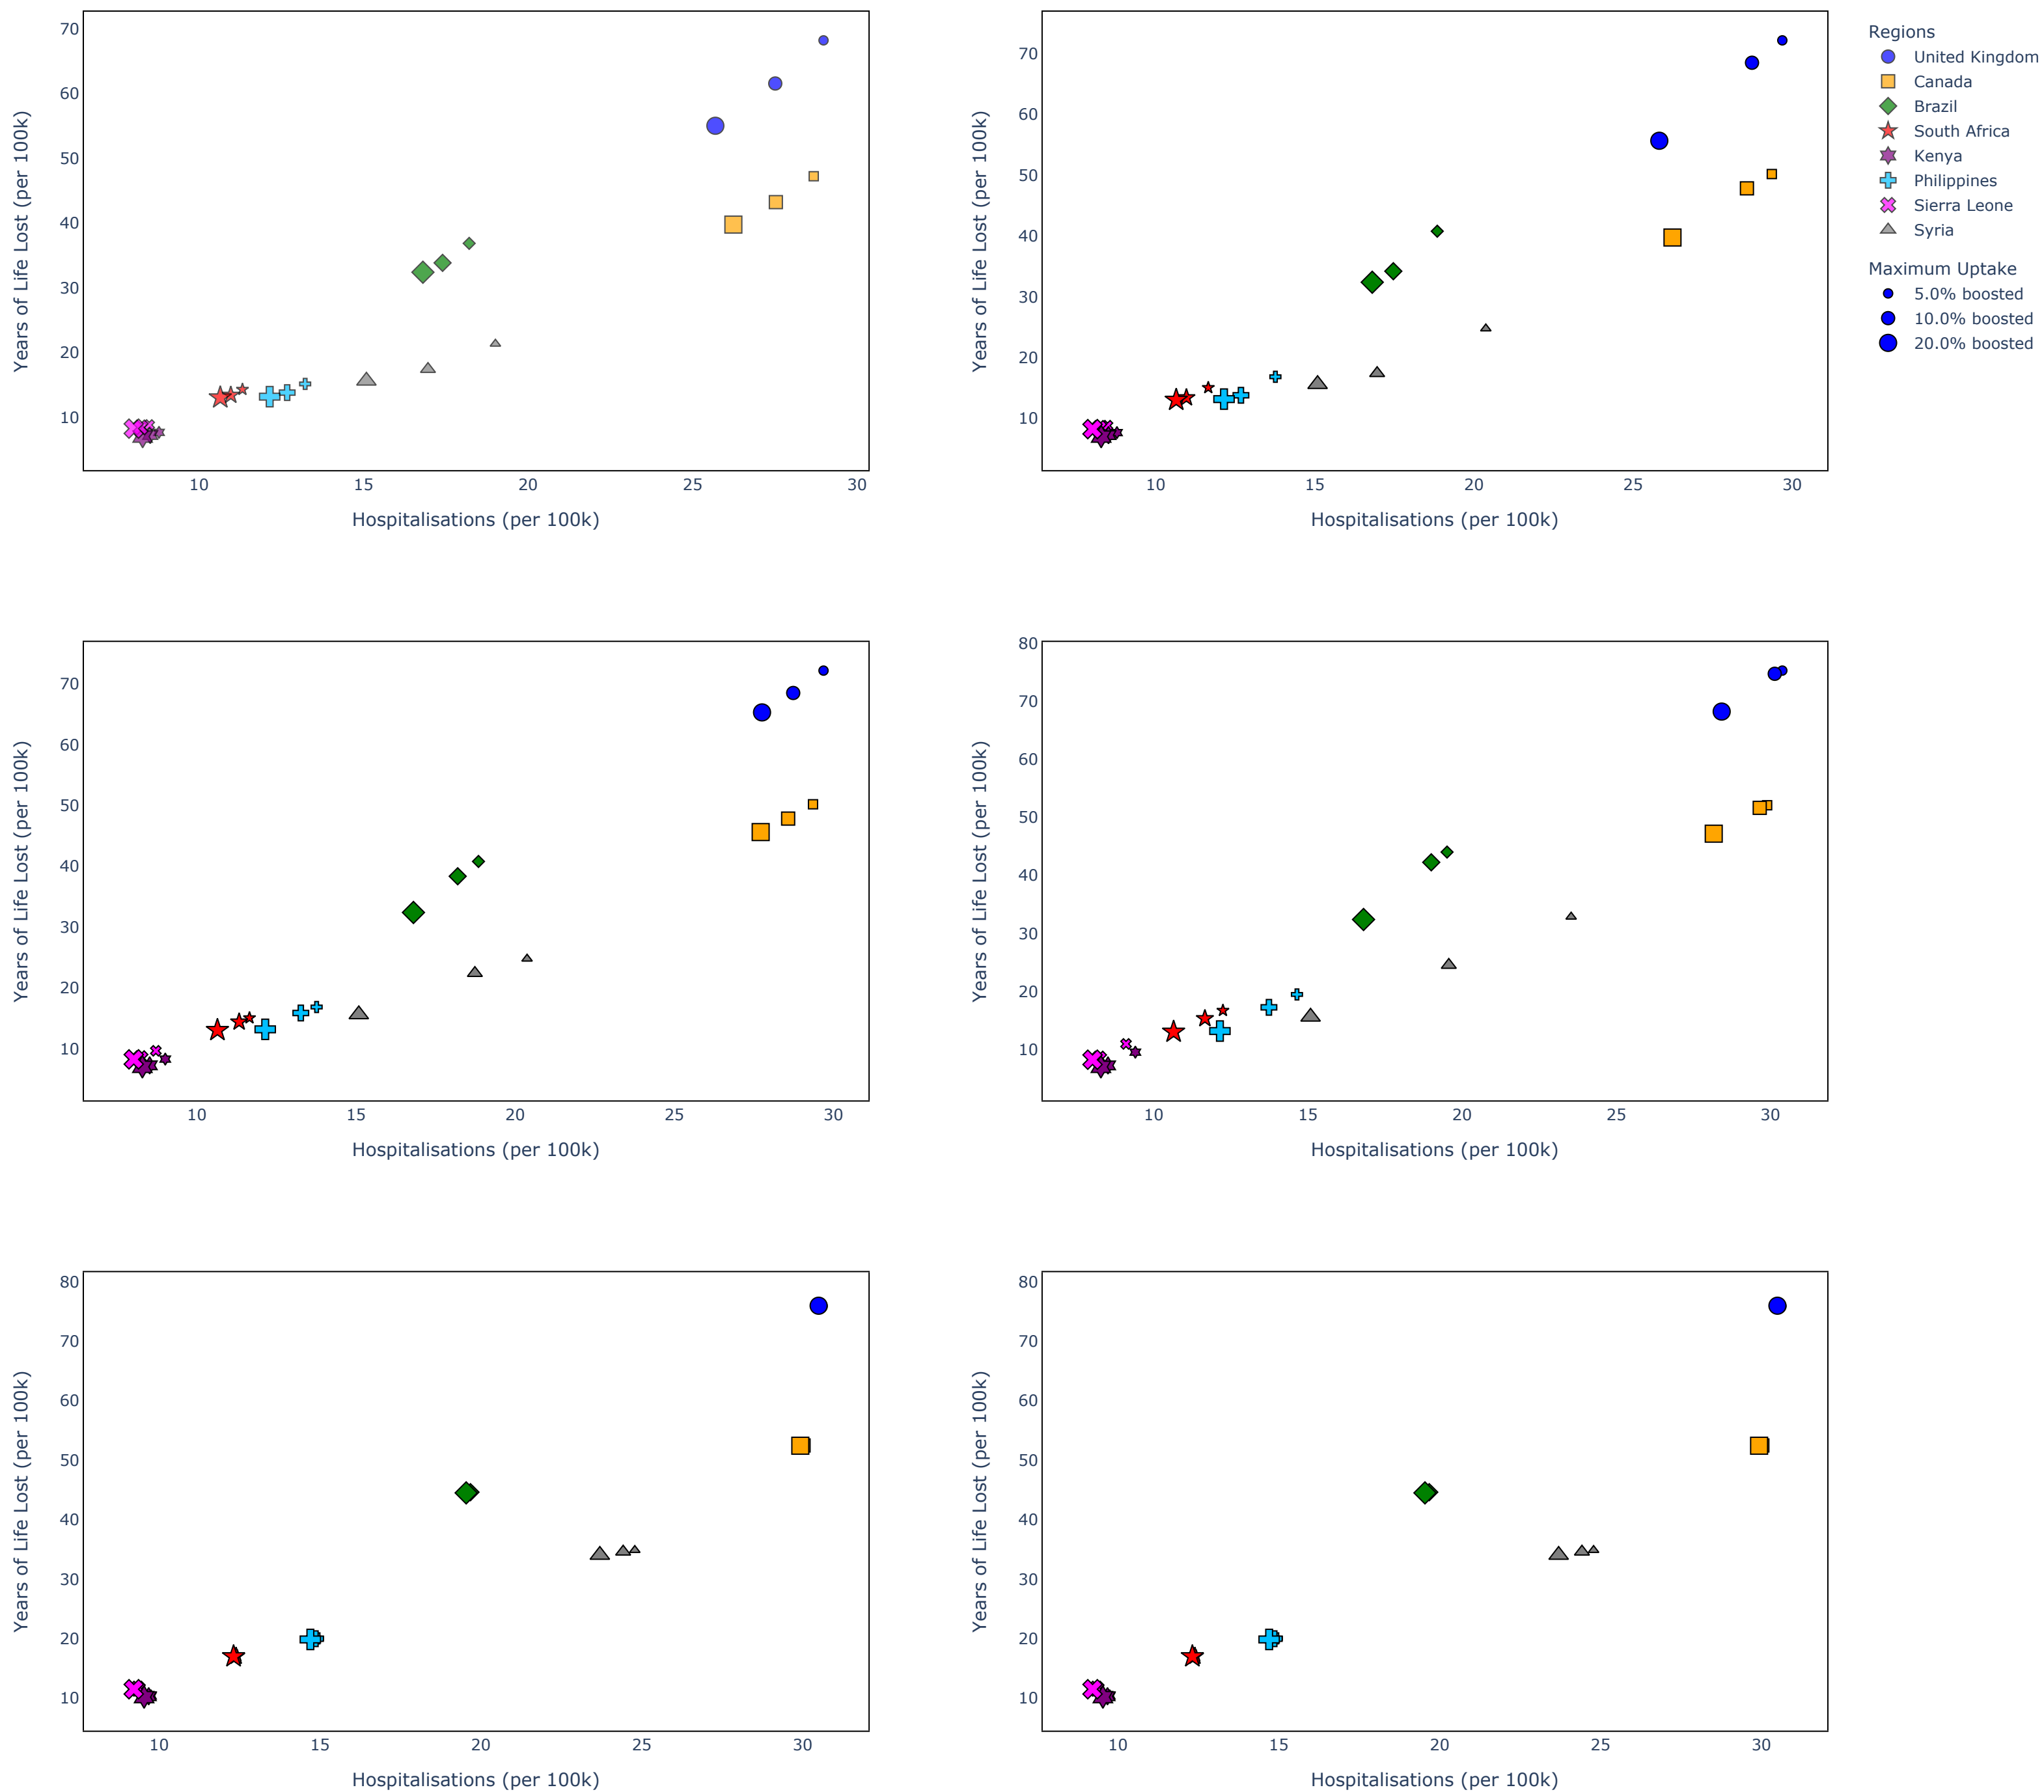 70
60
50
40
30
20
10
Years of Life Lost (per 100k)
10 15 20 25 30
Hospitalisations (per 100k)
70
60
50
40
30
20
10
Years of Life Lost (per 100k)
10 15 20 25 30
Hospitalisations (per 100k)
Regions
United Kingdom
Canada
Brazil
South Africa
Kenya
Philippines
Sierra Leone
Syria
Maximum Uptake
5.0% boosted
10.0% boosted
20.0% boosted
70
60
50
40
30
20
10
Years of Life Lost (per 100k)
10 15 20 25 30
Hospitalisations (per 100k)
80
70
60
50
40
30
20
10
Years of Life Lost (per 100k)
10 15 20 25 30
Hospitalisations (per 100k)
80
70
60
50
40
30
20
10
Years of Life Lost (per 100k)
10 15 20 25 30
Hospitalisations (per 100k)
80
70
60
50
40
30
20
10
Years of Life Lost (per 100k)
10 15 20 25 30
Hospitalisations (per 100k)